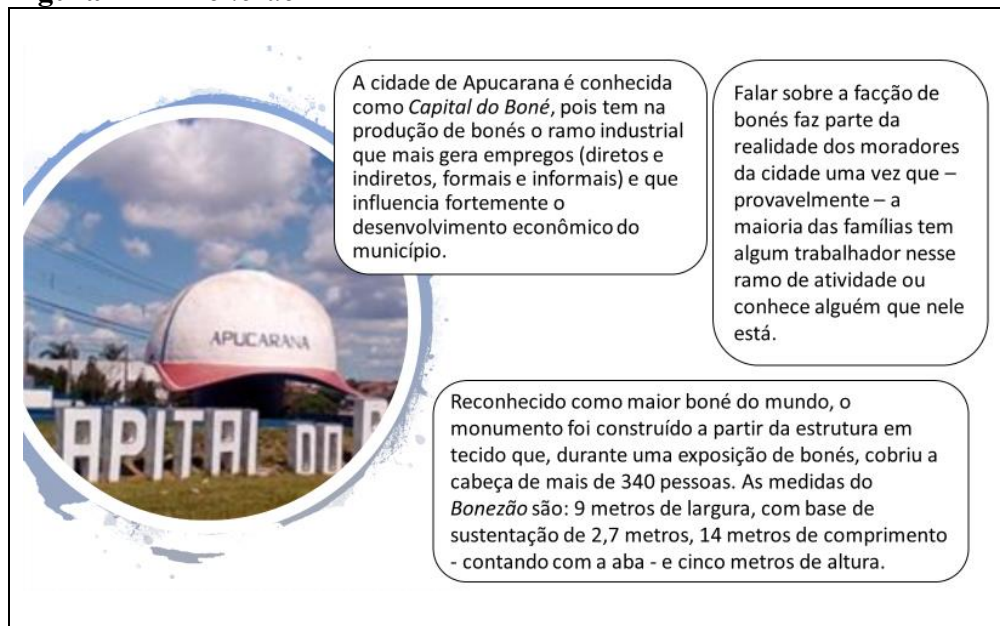 A cidade de Apucarana é conhecida
como Capital do Boné, pois tem na
produção de bonés o ramo industrial
que mais gera empregos (diretos e
indiretos, formais e informais) e que
influencia fortemente o
desenvolvimento econômico do
município.
Falar sobre a facção de
bonés faz parte da
realidade dos moradores
da cidade uma vez que –
provavelmente – a
maioria das famílias tem
algum trabalhador nesse
ramo de atividade ou
conhece alguém que nele
está.
APUCARANA
APITAL DO
Reconhecido como maior boné do mundo, o
monumento foi construído a partir da estrutura em
tecido que, durante uma exposição de bonés, cobriu a
cabeça de mais de 340 pessoas. As medidas do
Bonezão são: 9 metros de largura, com base de
sustentação de 2,7 metros, 14 metros de comprimento
- contando com a aba - e cinco metros de altura.